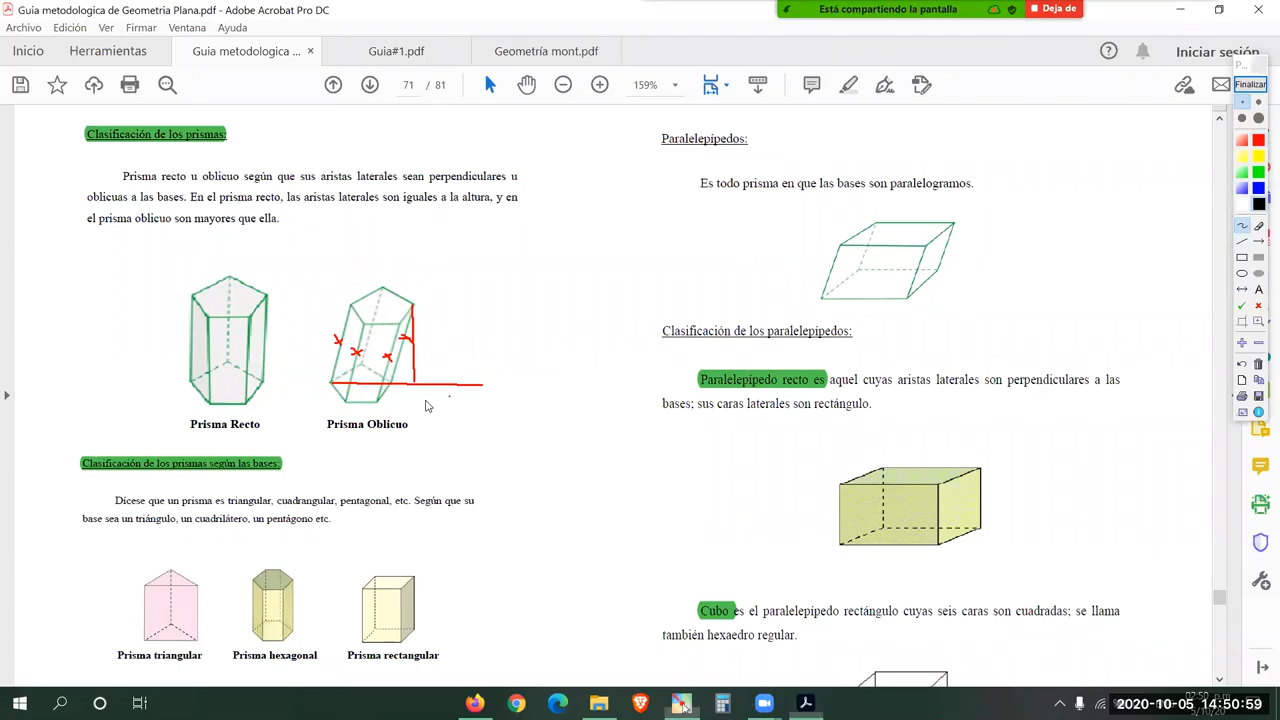 Guia metodologica de Geometria Plana.pdf - Adobe Acrobat Pro DC
Está compartiendo la pantalla
Deja de
Archivo Edición Ver Firmar Ventana Ayuda
Inicio Herramientas Guia metodologica ... × Guia#1.pdf Geometría mont.pdf Iniciar sesión
71 / 81 159%
Finalizar
Clasificación de los prismas:
Prisma recto u oblicuo según que sus aristas laterales sean perpendiculares u
oblicuas a las bases. En el prisma recto, las aristas laterales son iguales a la altura, y en
el prisma oblicuo son mayores que ella.
Prisma Recto Prisma Oblicuo
Clasificación de los prismas según las bases:
Dícese que un prisma es triangular, cuadrangular, pentagonal, etc. Según que su
base sea un triángulo, un cuadrilátero, un pentágono etc.
Prisma triangular Prisma hexagonal Prisma rectangular
Paralelepípedos:
Es todo prisma en que las bases son paralelogramos.
Clasificación de los paralelepípedos:
Paralelepípedo recto es aquel cuyas aristas laterales son perpendiculares a las
bases; sus caras laterales son rectángulo.
Cubo es el paralelepípedo rectángulo cuyas seis caras son cuadradas; se llama
también hexaedro regular.
2020-10-05 14:50:59